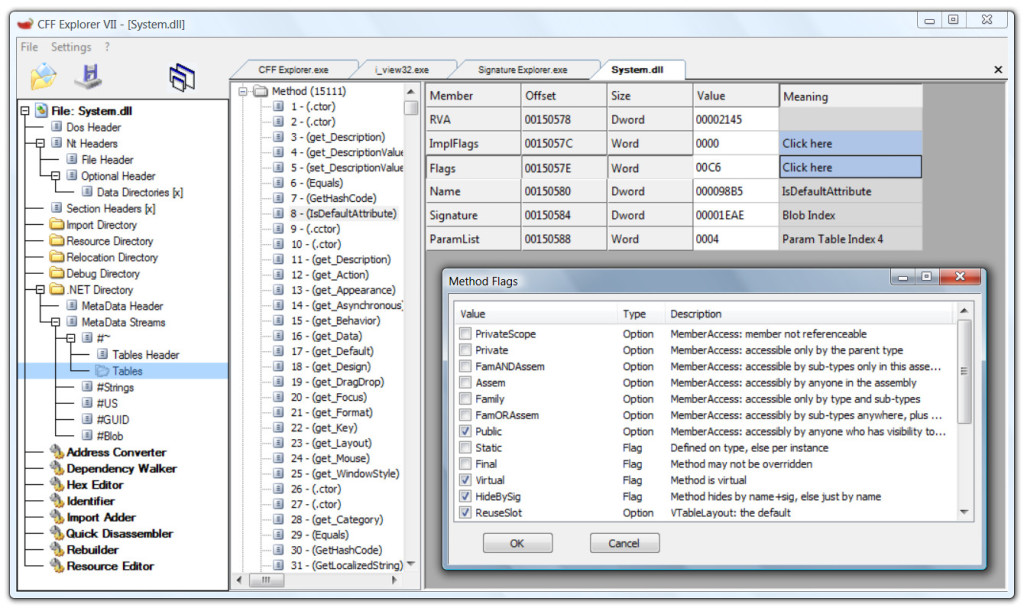 CFF Explorer VII - [System.dll]
File Settings ?
CFF Explorer.exe
i_view32.exe
Signature Explorer.exe
System.dll
File: System.dll
Dos Header
Nt Headers
File Header
Optional Header
Data Directories [x]
Section Headers [x]
Import Directory
Resource Directory
Relocation Directory
Debug Directory
.NET Directory
MetaData Header
MetaData Streams
#~
Tables Header
Tables
#Strings
#US
#GUID
#Blob
Address Converter
Dependency Walker
Hex Editor
Identifier
Import Adder
Quick Disassembler
Rebuilder
Resource Editor
Method (15111)
1 - (.ctor)
2 - (.ctor)
3 - (get_Description)
4 - (get_DescriptionValue
5 - (set_DescriptionValue
6 - (Equals)
7 - (GetHashCode)
8 - (IsDefaultAttribute)
9 - (.cctor)
10 - (.ctor)
11 - (get_Description)
12 - (get_Action)
13 - (get_Appearance)
14 - (get_Asynchronous)
15 - (get_Behavior)
16 - (get_Data)
17 - (get_Default)
18 - (get_Design)
19 - (get_DragDrop)
20 - (get_Focus)
21 - (get_Format)
22 - (get_Key)
23 - (get_Layout)
24 - (get_Mouse)
25 - (get_WindowStyle)
26 - (.ctor)
27 - (.ctor)
28 - (get_Category)
29 - (Equals)
30 - (GetHashCode)
31 - (GetLocalizedString)
Member Offset Size Value Meaning
RVA 00150578 Dword 00002145
ImplFlags 0015057C Word 0000 Click here
Flags 0015057E Word 00C6 Click here
Name 00150580 Dword 000098B5 IsDefaultAttribute
Signature 00150584 Dword 00001EAE Blob Index
ParamList 00150588 Word 0004 Param Table Index 4
Method Flags
Value Type Description
PrivateScope Option MemberAccess: member not referenceable
Private Option MemberAccess: accessible only by the parent type
FamANDAssem Option MemberAccess: accessible by sub-types only in this asse...
Assem Option MemberAccess: accessibly by anyone in the assembly
Family Option MemberAccess: accessible only by type and sub-types
FamORAssem Option MemberAccess: accessibly by sub-types anywhere, plus ...
Public Option MemberAccess: accessibly by anyone who has visibility to...
Static Flag Defined on type, else per instance
Final Flag Method may not be overridden
Virtual Flag Method is virtual
HideBySig Flag Method hides by name+sig, else just by name
ReuseSlot Option VTableLayout: the default
OK
Cancel